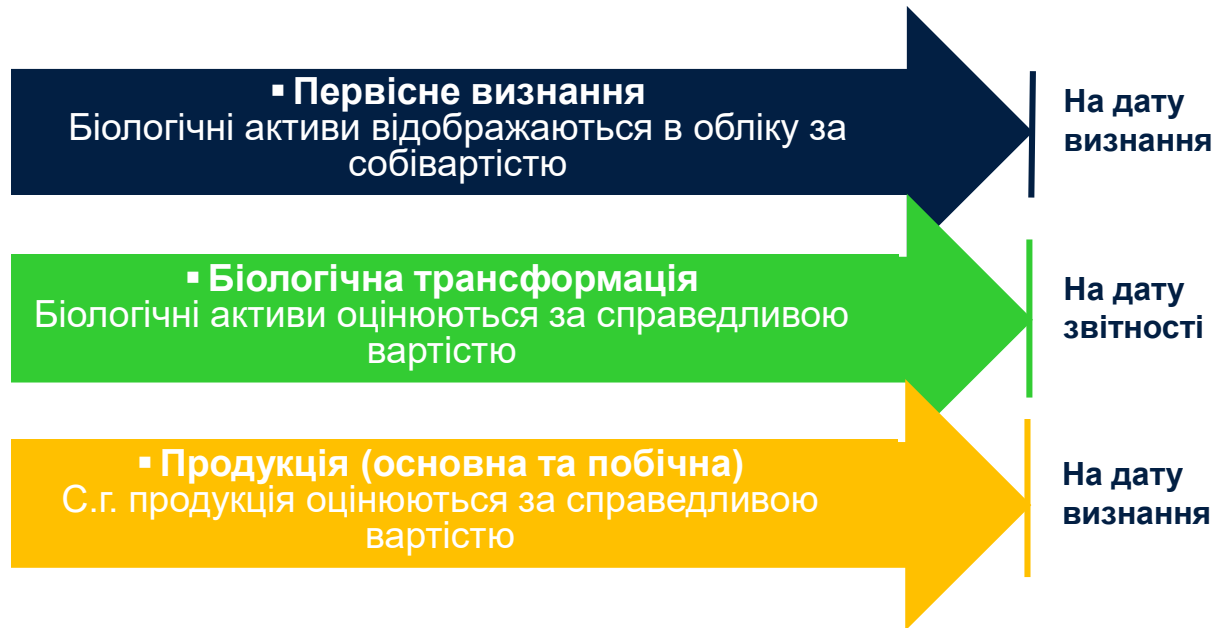 ▪ Первісне визнання
Біологічні активи відображаються в обліку за
собівартістю
На дату
визнання
▪ Біологічна трансформація
Біологічні активи оцінюються за справедливою
вартістю
На дату
звітності
▪ Продукція (основна та побічна)
С.г. продукція оцінюються за справедливою
вартістю
На дату
визнання